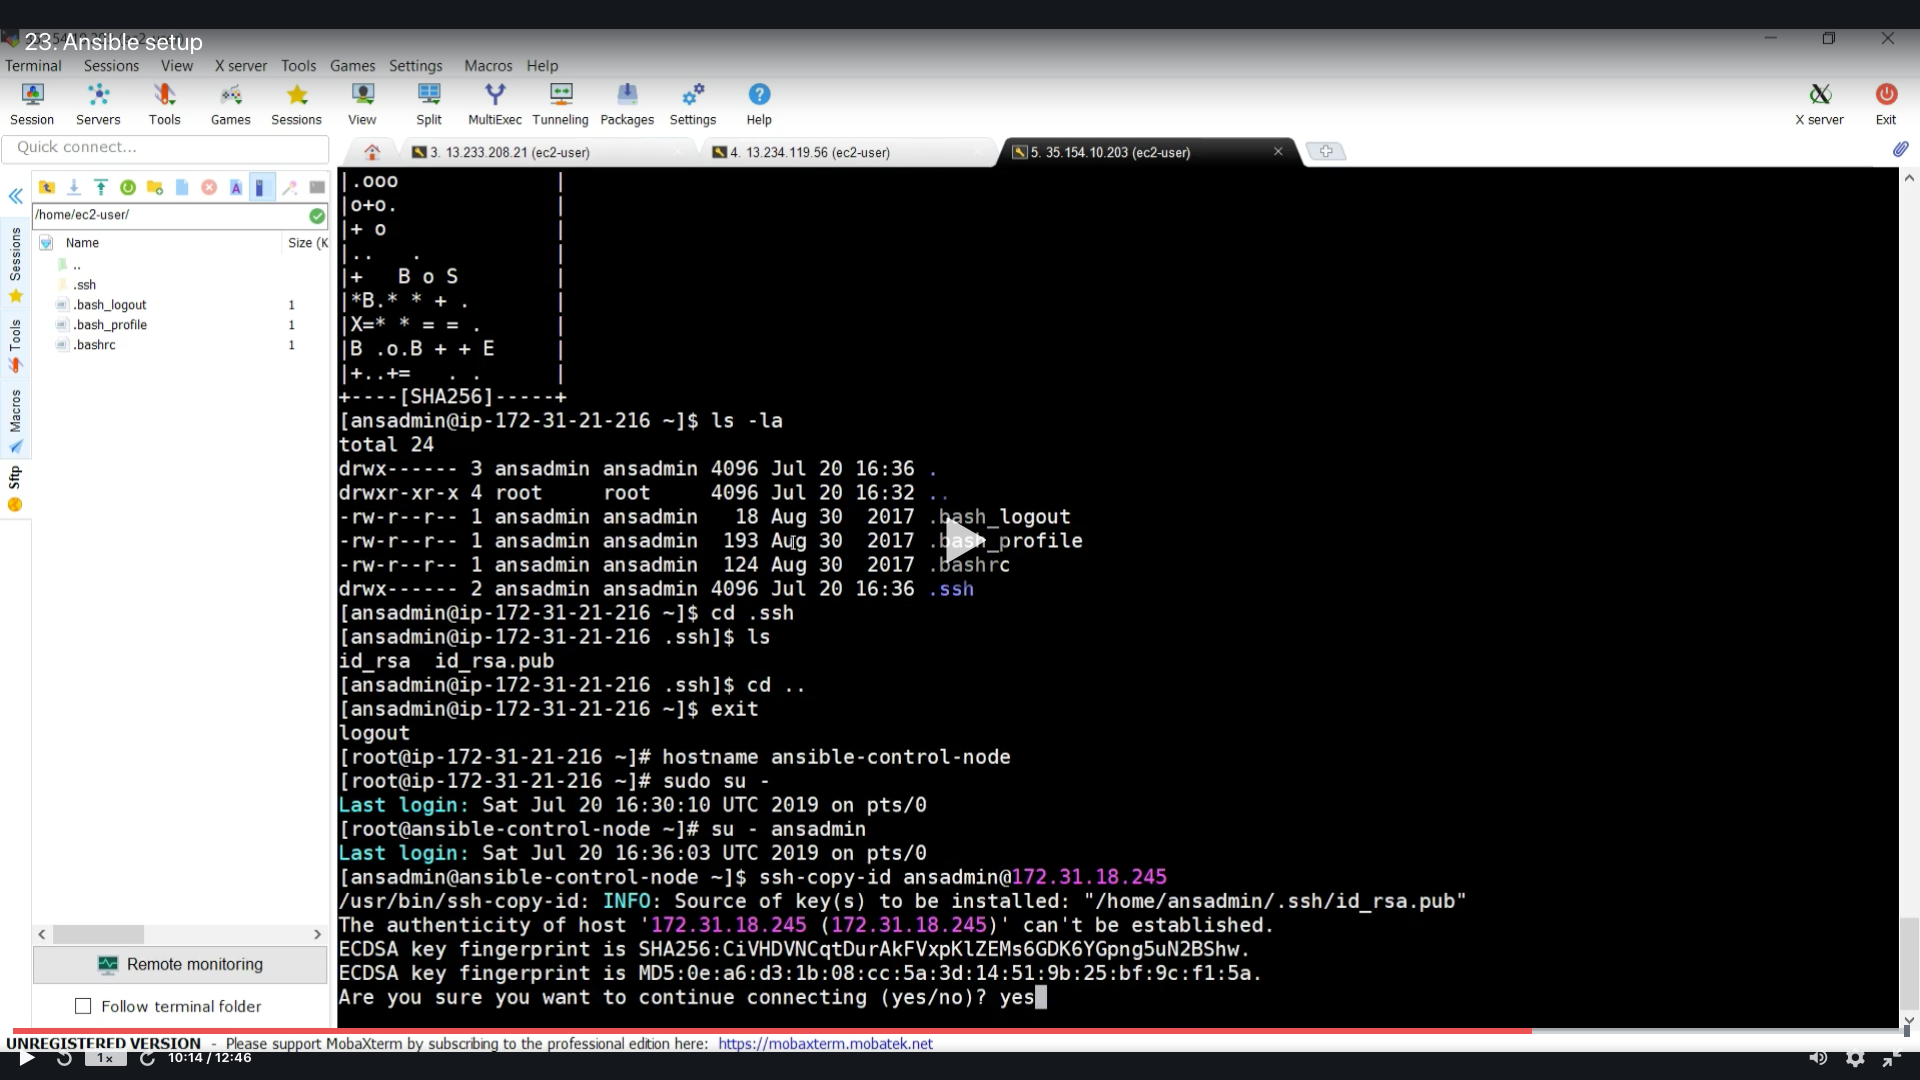 23. Ansible setup
Terminal Sessions View X server Tools Games Settings Macros Help
Session Servers Tools Games Sessions View Split MultiExec Tunneling Packages Settings Help X server Exit
Quick connect...
3. 13.233.208.21 (ec2-user)
4. 13.234.119.56 (ec2-user)
5. 35.154.10.203 (ec2-user)
/home/ec2-user/
Name Size (K
..
.ssh
.bash_logout 1
.bash_profile 1
.bashrc 1
Sessions
Tools
Macros
Sftp
Remote monitoring
Follow terminal folder
|.ooo |
|o+o. |
|+ o |
|.. . |
|+ B o S |
|*B.* * + . |
|X=* * = = . |
|B .o.B + + E |
|+..+= . . |
+----[SHA256]-----+
[ansadmin@ip-172-31-21-216 ~]$ ls -la
total 24
drwx------ 3 ansadmin ansadmin 4096 Jul 20 16:36 .
drwxr-xr-x 4 root root 4096 Jul 20 16:32 ..
-rw-r--r-- 1 ansadmin ansadmin 18 Aug 30 2017 .bash_logout
-rw-r--r-- 1 ansadmin ansadmin 193 Aug 30 2017 .bash_profile
-rw-r--r-- 1 ansadmin ansadmin 124 Aug 30 2017 .bashrc
drwx------ 2 ansadmin ansadmin 4096 Jul 20 16:36 .ssh
[ansadmin@ip-172-31-21-216 ~]$ cd .ssh
[ansadmin@ip-172-31-21-216 .ssh]$ ls
id_rsa id_rsa.pub
[ansadmin@ip-172-31-21-216 .ssh]$ cd ..
[ansadmin@ip-172-31-21-216 ~]$ exit
logout
[root@ip-172-31-21-216 ~]# hostname ansible-control-node
[root@ip-172-31-21-216 ~]# sudo su -
Last login: Sat Jul 20 16:30:10 UTC 2019 on pts/0
[root@ansible-control-node ~]# su - ansadmin
Last login: Sat Jul 20 16:36:03 UTC 2019 on pts/0
[ansadmin@ansible-control-node ~]$ ssh-copy-id ansadmin@172.31.18.245
/usr/bin/ssh-copy-id: INFO: Source of key(s) to be installed: "/home/ansadmin/.ssh/id_rsa.pub"
The authenticity of host '172.31.18.245 (172.31.18.245)' can't be established.
ECDSA key fingerprint is SHA256:CiVHDVNCqtDurAkFVxpKlZEMs6GDK6YGpng5uN2BShw.
ECDSA key fingerprint is MD5:0e:a6:d3:1b:08:cc:5a:3d:14:51:9b:25:bf:9c:f1:5a.
Are you sure you want to continue connecting (yes/no)? yes
UNREGISTERED VERSION - Please support MobaXterm by subscribing to the professional edition here: https://mobaxterm.mobatek.net
1x 10:14 / 12:46